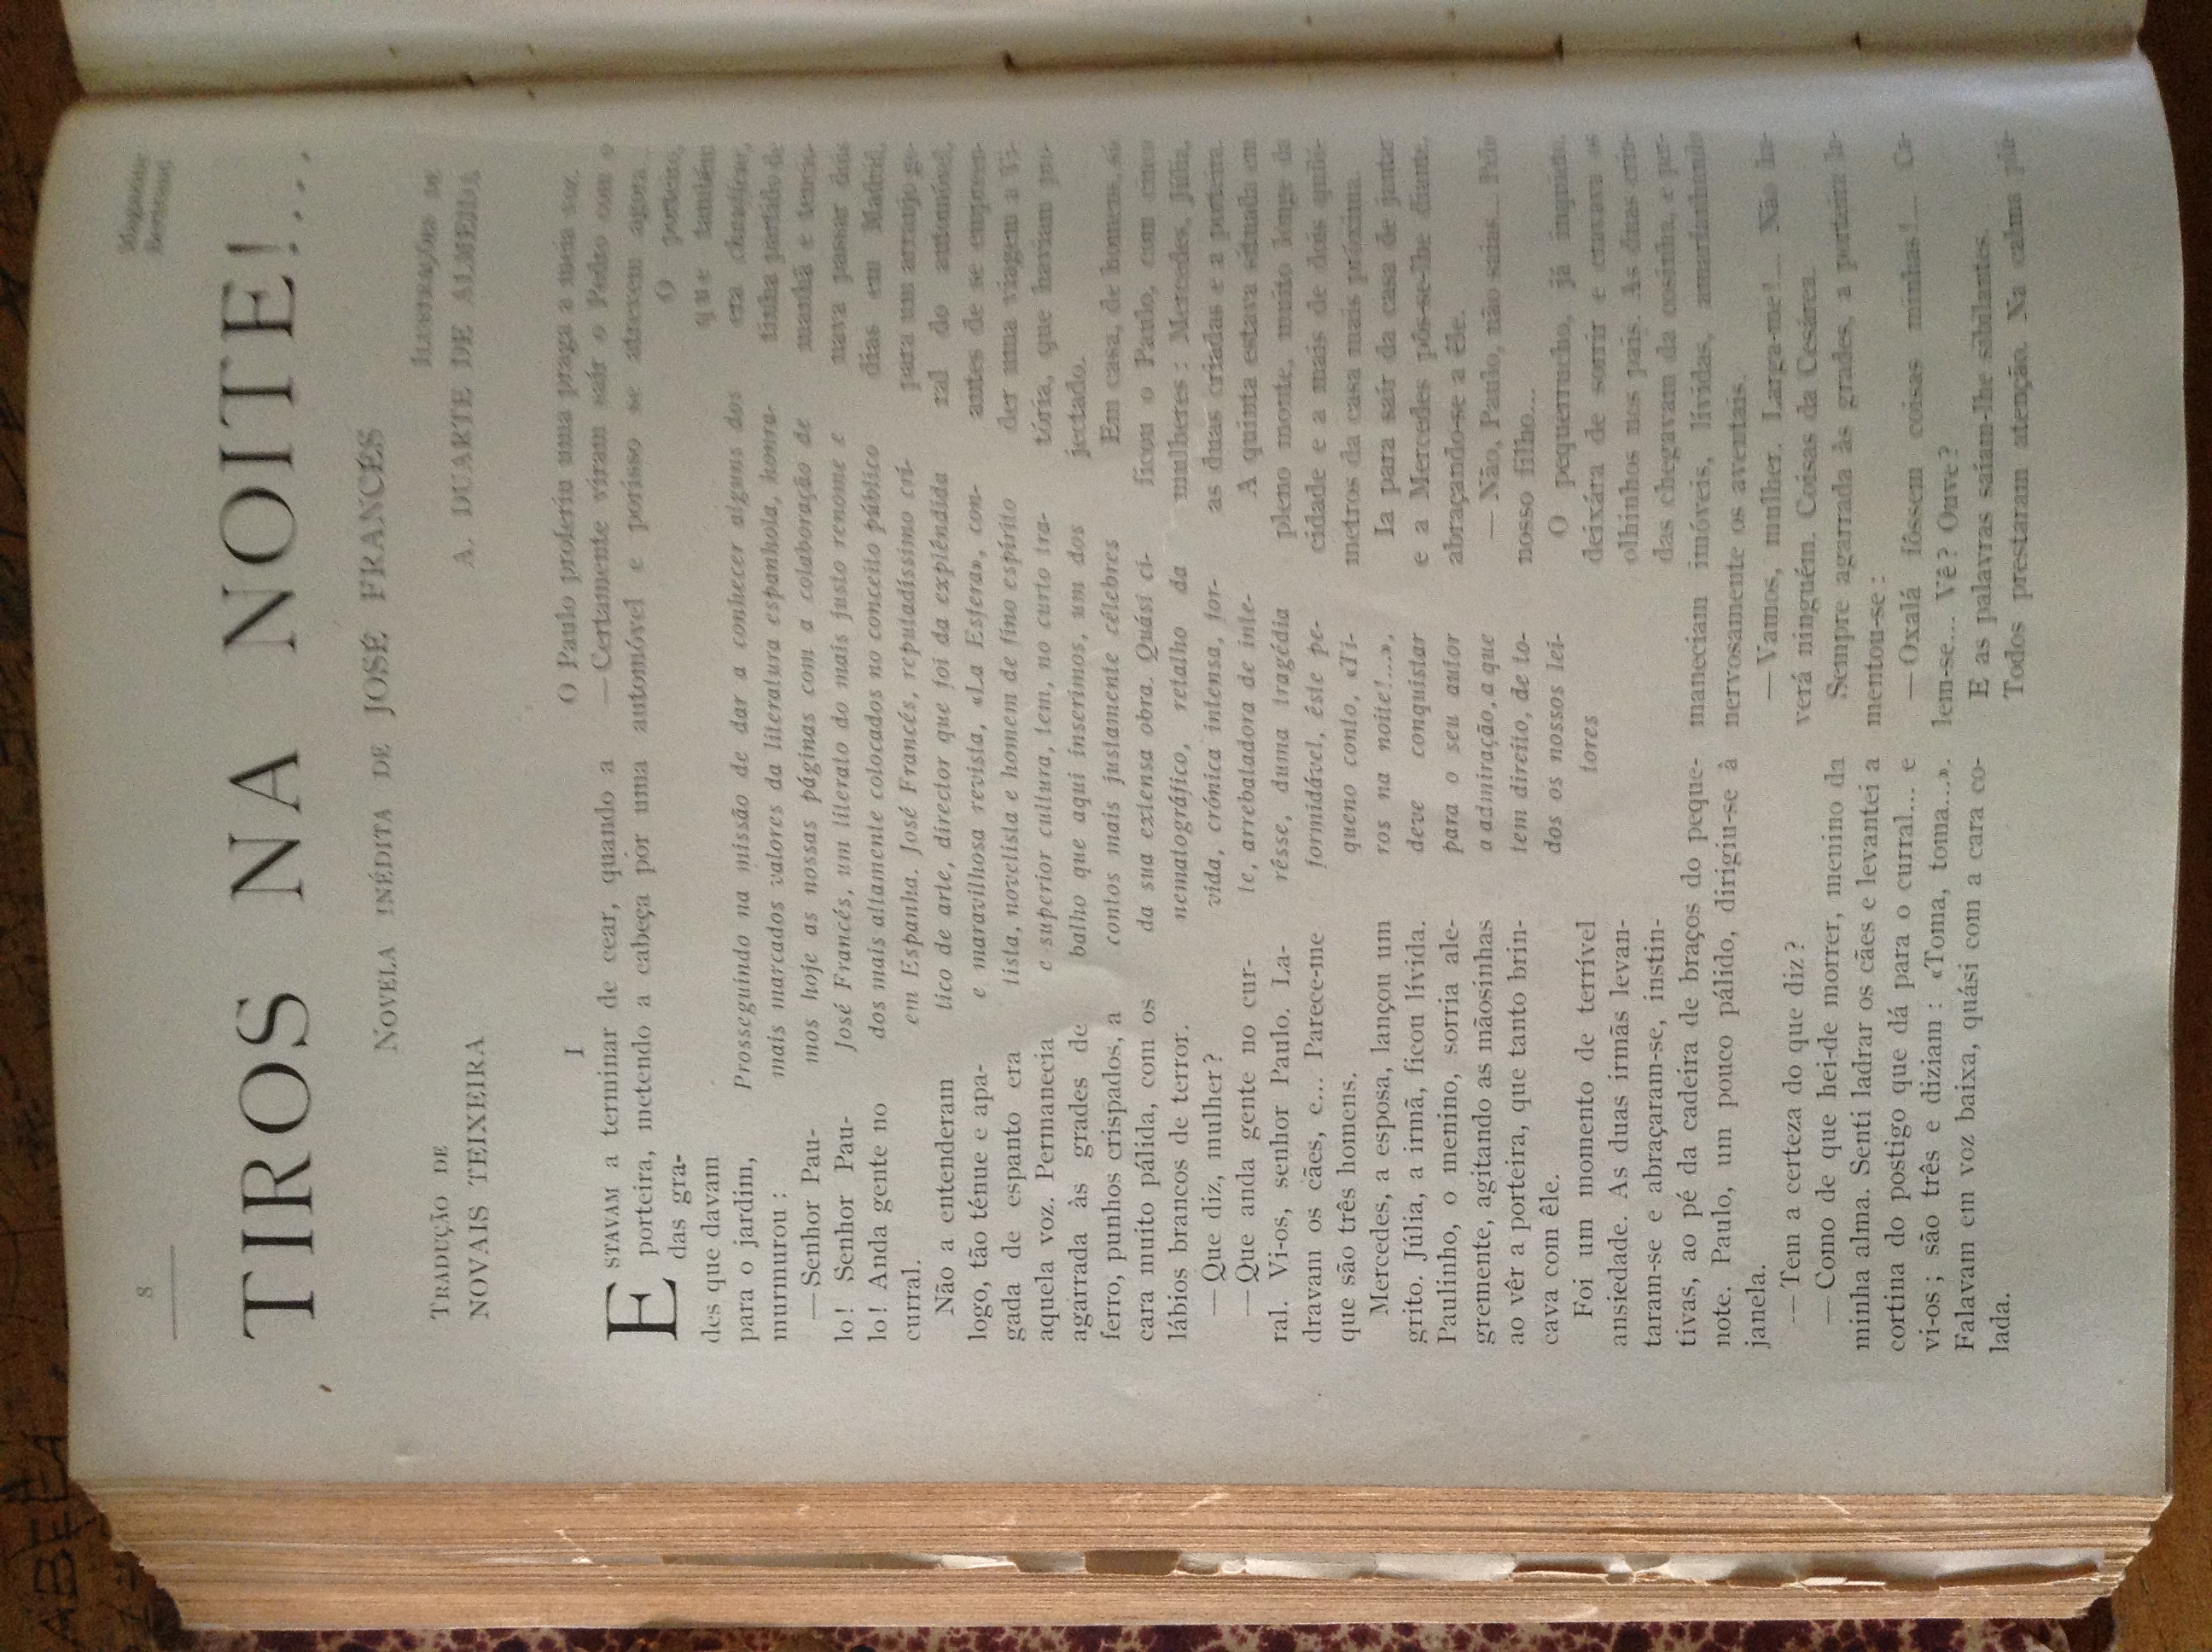 8
Magazine
Bertrand
TIROS NA NOITE!...
NOVELA INÉDITA DE JOSÉ FRANCÉS
TRADUÇÃO DE
NOVAIS TEIXEIRA
ILUSTRAÇÕES DE
A. DUARTE DE ALMEIDA
I
ESTAVAM a terminar de cear, quando a
porteira, metendo a cabeça por uma
das gra-
des que davam
para o jardim,
murmurou :
—Senhor Pau-
lo! Senhor Pau-
lo! Anda gente no
curral.
Não a entenderam
logo, tão ténue e apa-
gada de espanto era
aquela voz. Permanecia
agarrada às grades de
ferro, punhos crispados, a
cara muito pálida, com os
lábios brancos de terror.
—Que diz, mulher?
—Que anda gente no cur-
ral. Vi-os, senhor Paulo. La-
dravam os cães, e... Parece-me
que são três homens.
Mercedes, a esposa, lançou um
grito. Júlia, a irmã, ficou lívida.
Paulinho, o menino, sorria ale-
gremente, agitando as mãosinhas
ao vêr a porteira, que tanto brin-
cava com êle.
Foi um momento de terrível
ansiedade. As duas irmãs levan-
taram-se e abraçaram-se, instin-
tivas, ao pé da cadeira de braços do peque-
note. Paulo, um pouco pálido, dirigiu-se à
janela.
— Tem a certeza do que diz?
— Como de que hei-de morrer, menino da
minha alma. Senti ladrar os cães e levantei a
cortina do postigo que dá para o curral... e
vi-os ; são três e diziam : «Toma, toma...».
Falavam em voz baixa, quási com a cara co-
lada.
Prosseguindo na missão de dar a conhecer alguns dos
mais marcados valores da literatura espanhola, honra-
mos hoje as nossas páginas com a colaboração de
José Francés, um literato do mais justo renome e
dos mais altamente colocados no conceito público
em Espanha. José Francés, reputadíssimo crí-
tico de arte, director que foi da explêndida
e maravilhosa revista, «La Esfera», con-
tista, novelista e homem de fino espírito
e superior cultura, tem, no curto tra-
balho que aqui inserimos, um dos
contos mais justamente célebres
da sua extensa obra. Quási ci-
nematográfico, retalho da
vida, crónica intensa, for-
te, arrebatadora de inte-
rêsse, duma tragédia
formidável, êste pe-
queno conto, «Ti-
ros na noite!...»,
deve conquistar
para o seu autor
a admiração, a que
tem direito, de to-
dos os nossos lei-
tores
O Paulo proferiu uma praga a meia voz.
—Certamente viram saír o Pedro com o
automóvel e porisso se atrevem agora...
O porteiro,
que também
era chauffeur,
tinha partido de
manhã e tencio-
nava passar dois
dias em Madrid,
para um arranjo ge-
ral do automóvel,
antes de se empreen-
der uma viagem a Vi-
tória, que haviam pro-
jectado.
Em casa, de homens, só
ficou o Paulo, com cinco
mulheres : Mercedes, Júlia,
as duas criadas e a porteira.
A quinta estava situada em
pleno monte, muito longe da
cidade e a mais de dois quiló-
metros da casa mais próxima.
Ia para saír da casa de jantar
e a Mercedes pôs-se-lhe diante,
abraçando-se a êle.
— Não, Paulo, não saias... Pelo
nosso filho...
O pequerrucho, já inquieto,
deixára de sorrir e cravava os
olhinhos nos pais. As duas cria-
das chegavam da cosinha, e per-
maneciam imóveis, lívidas, amarfanhando
nervosamente os aventais.
— Vamos, mulher. Larga-me!... Não ha-
verá ninguém. Coisas da Cesárea.
Sempre agarrada às grades, a porteira la-
mentou-se :
— Oxalá fôssem coisas minhas!... Ca-
lem-se... Vê? Ouve?
E as palavras saíam-lhe sibilantes.
Todos prestaram atenção. Na calma plá-